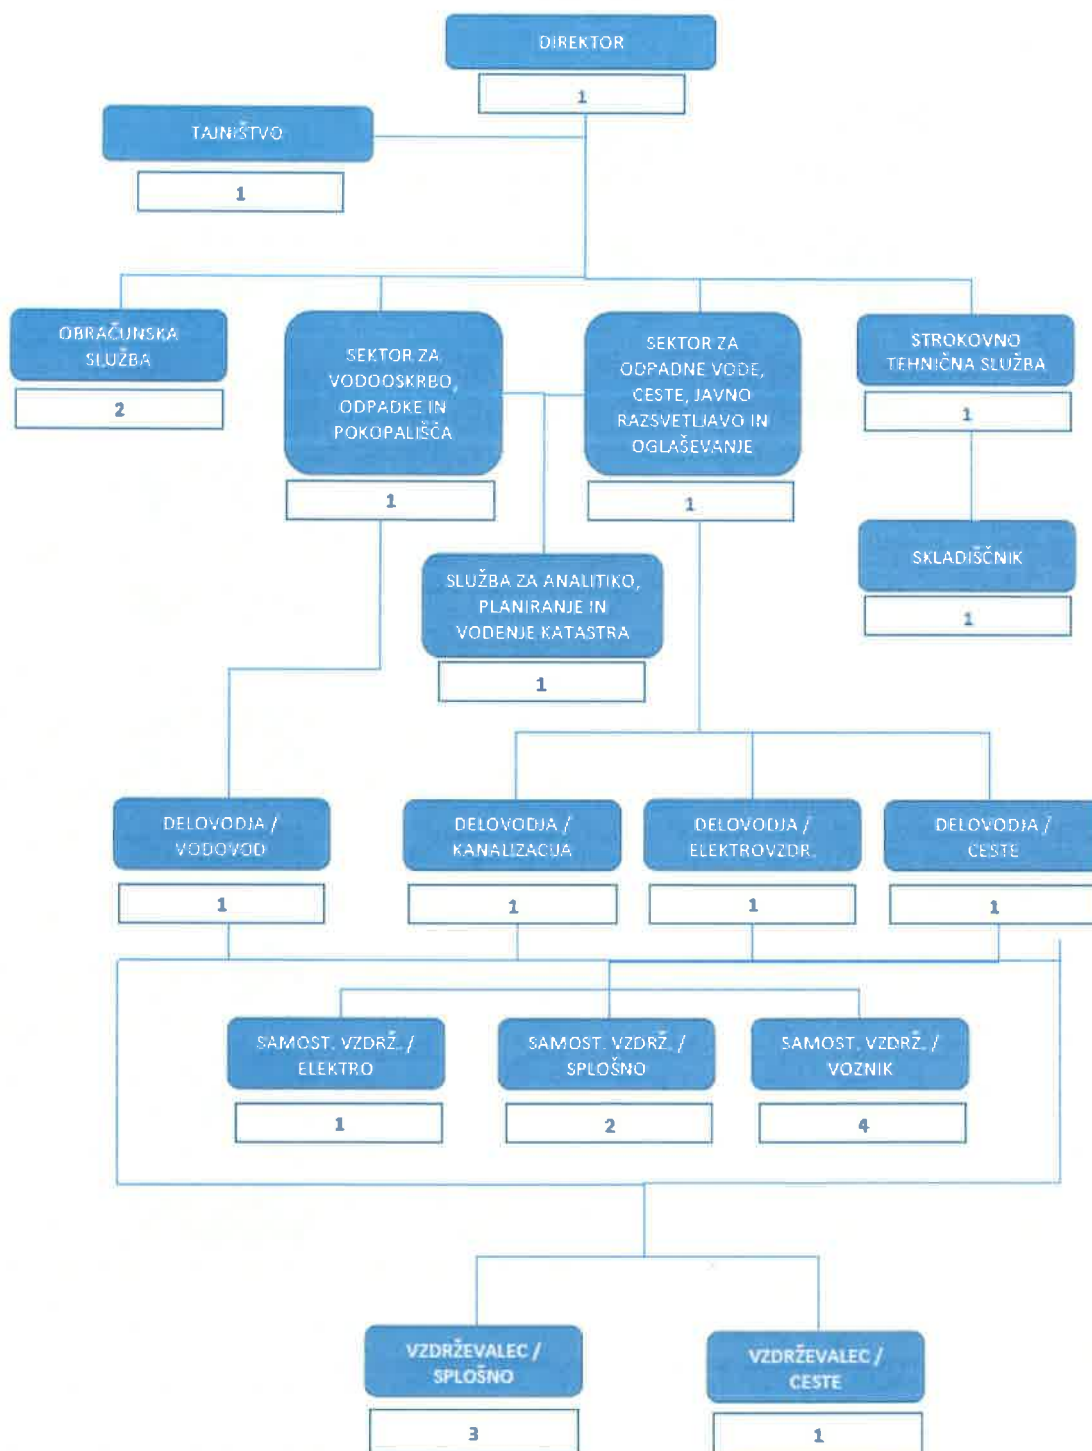 DIREKTOR
1
TAJNIŠTVO
1
OBRAČUNSKA
SLUŽBA
2
SEKTOR ZA
VODOOSKRBO,
ODPADKE IN
POKOPALIŠČA
1
SEKTOR ZA
ODPADNE VODE,
CESTE, JAVNO
RAZSVETLJAVO IN
OGLAŠEVANJE
1
STROKOVNO
TEHNIČNA SLUŽBA
1
SKLADIŠČNIK
1
SLUŽBA ZA ANALITIKO,
PLANIRANJE IN
VODENJE KATASTRA
1
DELOVODJA /
VODOVOD
1
DELOVODJA /
KANALIZACIJA
1
DELOVODJA /
ELEKTROVZDR.
1
DELOVODJA /
CESTE
1
SAMOST. VZDRŽ. /
ELEKTRO
1
SAMOST. VZDRŽ. /
SPLOŠNO
2
SAMOST. VZDRŽ. /
VOZNIK
4
VZDRŽEVALEC /
SPLOŠNO
3
VZDRŽEVALEC /
CESTE
1